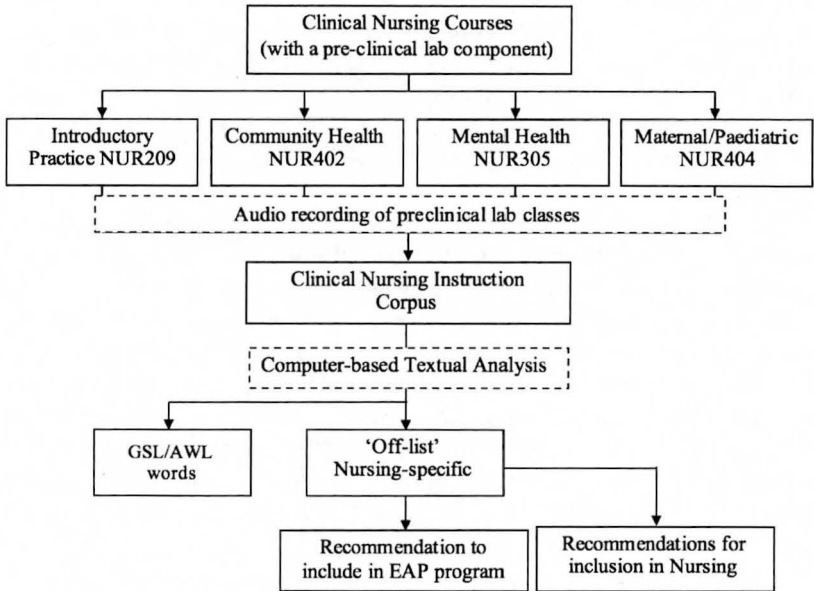 Clinical Nursing Courses
(with a pre-clinical lab component)
Introductory
Practice NUR209
Community Health
NUR402
Mental Health
NUR305
Maternal/Paediatric
NUR404
Audio recording of preclinical lab classes
Clinical Nursing Instruction
Corpus
Computer-based Textual Analysis
GSL/AWL
words
‘Off-list’
Nursing-specific
Recommendation to
include in EAP program
Recommendations for
inclusion in Nursing